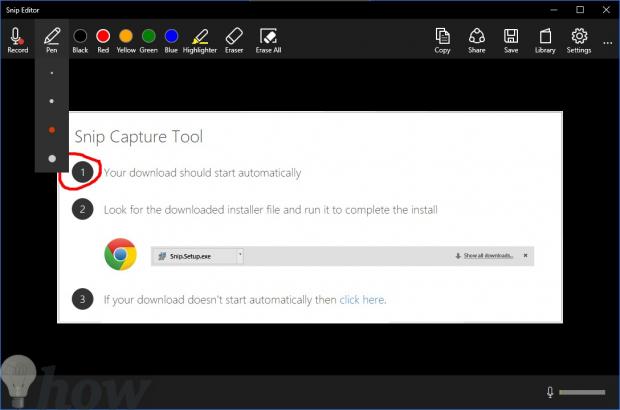 Snip Editor
Record Pen Black Red Yellow Green Blue Highlighter Eraser Erase All Copy Share Save Library Settings ...
Snip Capture Tool
1 Your download should start automatically
2 Look for the downloaded installer file and run it to complete the install
Snip.Setup.exe Show all downloads...
3 If your download doesn't start automatically then click here.
how